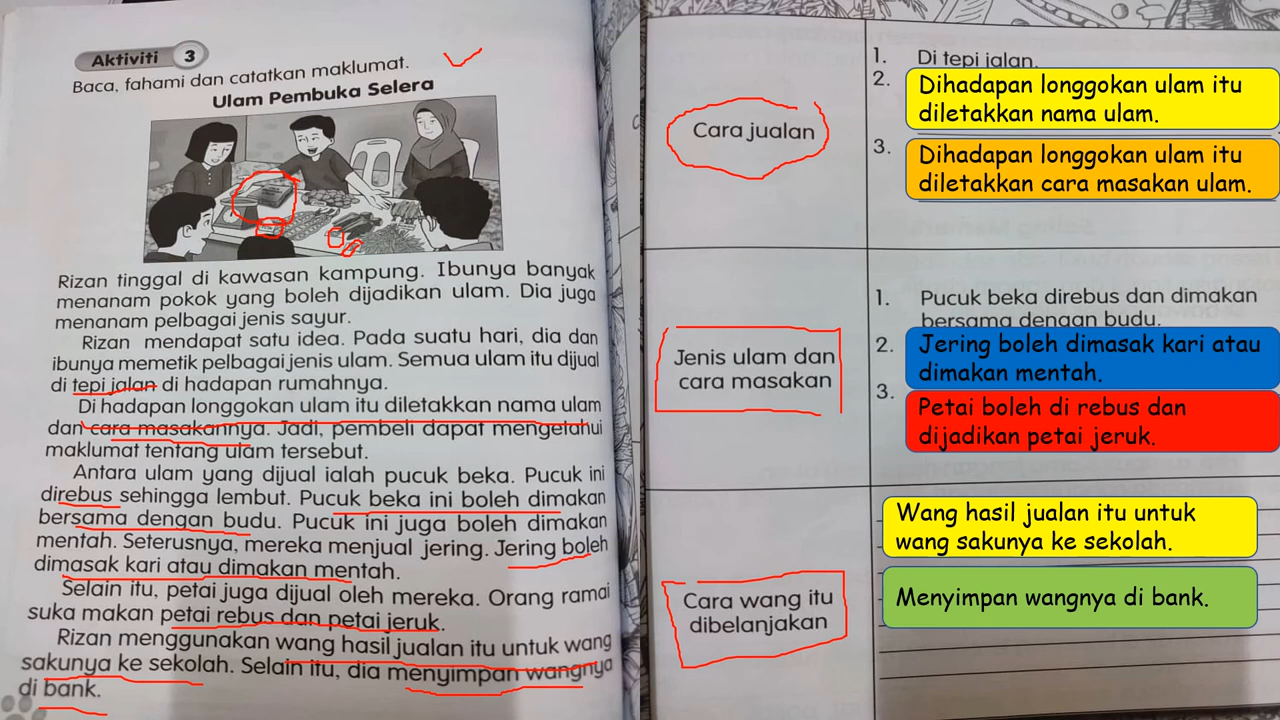 Aktiviti 3
Baca, fahami dan catatkan maklumat.
Ulam Pembuka Selera
Rizan tinggal di kawasan kampung. Ibunya banyak
menanam pokok yang boleh dijadikan ulam. Dia juga
menanam pelbagai jenis sayur.
Rizan mendapat satu idea. Pada suatu hari, dia dan
ibunya memetik pelbagai jenis ulam. Semua ulam itu dijual
di tepi jalan di hadapan rumahnya.
Di hadapan longgokan ulam itu diletakkan nama ulam
dan cara masakannya. Jadi, pembeli dapat mengetahui
maklumat tentang ulam tersebut.
Antara ulam yang dijual ialah pucuk beka. Pucuk ini
direbus sehingga lembut. Pucuk beka ini boleh dimakan
bersama dengan budu. Pucuk ini juga boleh dimakan
mentah. Seterusnya, mereka menjual jering. Jering boleh
dimasak kari atau dimakan mentah.
Selain itu, petai juga dijual oleh mereka. Orang ramai
suka makan petai rebus dan petai jeruk.
Rizan menggunakan wang hasil jualan itu untuk wang
sakunya ke sekolah. Selain itu, dia menyimpan wangnya
di bank.
Cara jualan
1. Di tepi jalan.
2. Dihadapan longgokan ulam itu
diletakkan nama ulam.
3. Dihadapan longgokan ulam itu
diletakkan cara masakan ulam.
Jenis ulam dan
cara masakan
1. Pucuk beka direbus dan dimakan
bersama dengan budu.
2. Jering boleh dimasak kari atau
dimakan mentah.
3. Petai boleh di rebus dan
dijadikan petai jeruk.
Cara wang itu
dibelanjakan
Wang hasil jualan itu untuk
wang sakunya ke sekolah.
Menyimpan wangnya di bank.